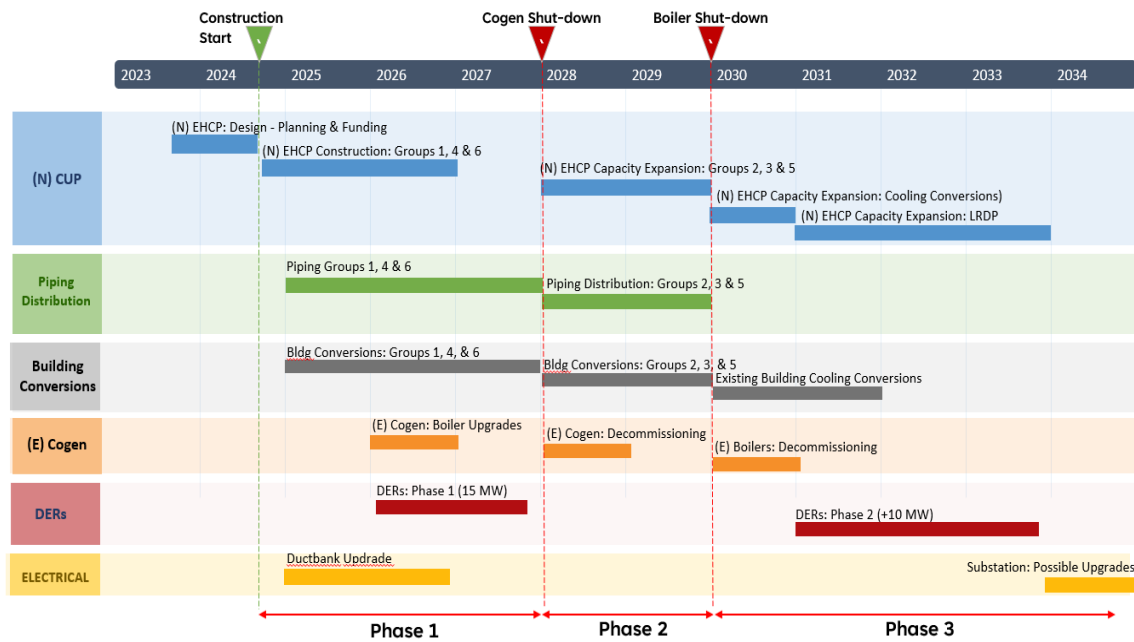 Construction
Start
Cogen Shut-down
Boiler Shut-down
2023
2024
2025
2026
2027
2028
2029
2030
2031
2032
2033
2034
(N) CUP
(N) EHCP: Design - Planning & Funding
(N) EHCP Construction: Groups 1, 4 & 6
(N) EHCP Capacity Expansion: Groups 2, 3 & 5
(N) EHCP Capacity Expansion: Cooling Conversions)
(N) EHCP Capacity Expansion: LRDP
Piping
Distribution
Piping Groups 1, 4 & 6
Piping Distribution: Groups 2, 3 & 5
Building
Conversions
Bldg Conversions: Groups 1, 4, & 6
Bldg Conversions: Groups 2, 3, & 5
Existing Building Cooling Conversions
(E) Cogen
(E) Cogen: Boiler Upgrades
(E) Cogen: Decommissioning
(E) Boilers: Decommissioning
DERs
DERs: Phase 1 (15 MW)
DERs: Phase 2 (+10 MW)
ELECTRICAL
Ductbank Updrade
Substation: Possible Upgrades
Phase 1
Phase 2
Phase 3